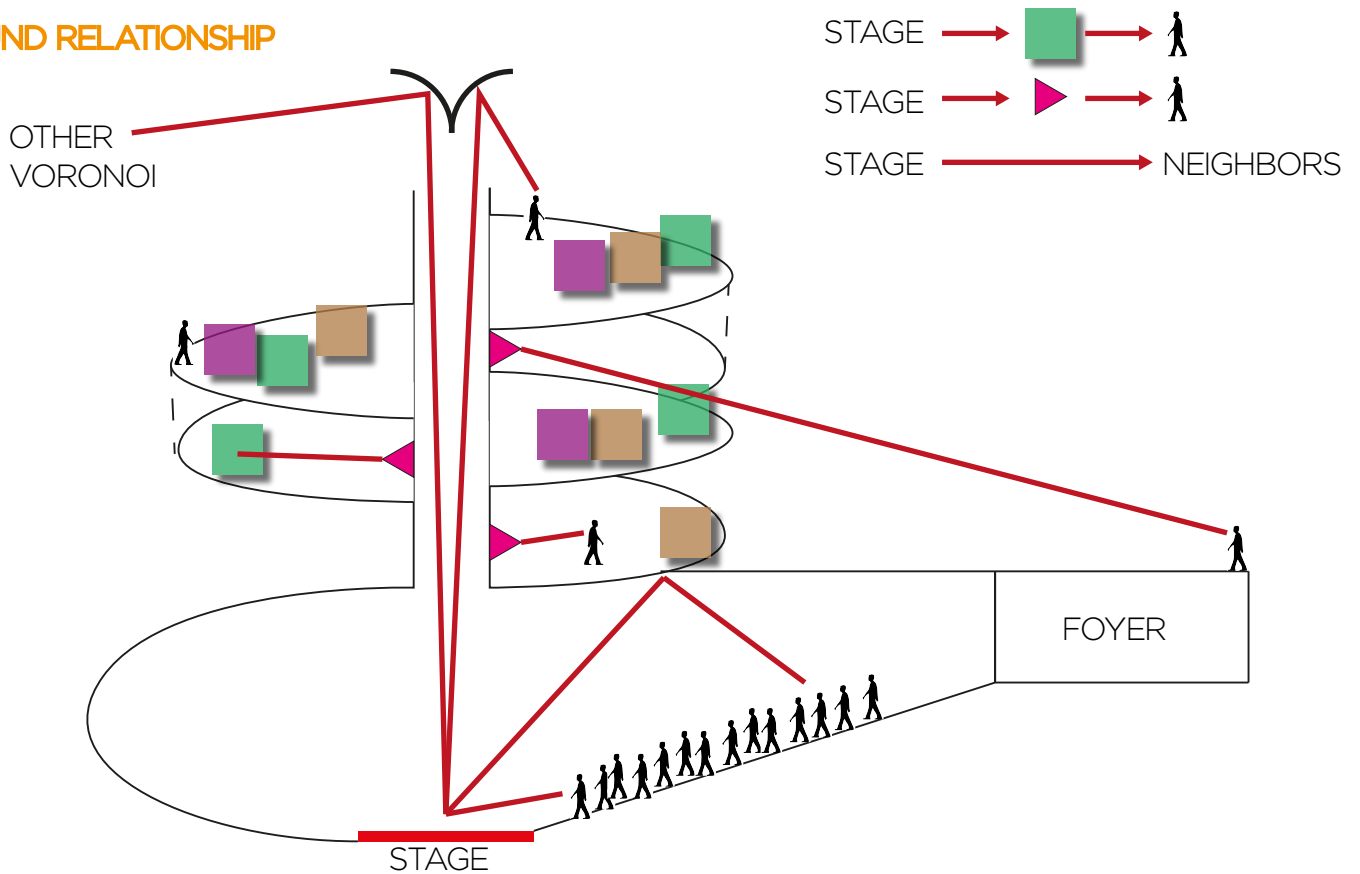 ND RELATIONSHIP
STAGE
STAGE
STAGE NEIGHBORS
OTHER
VORONOI
FOYER
STAGE